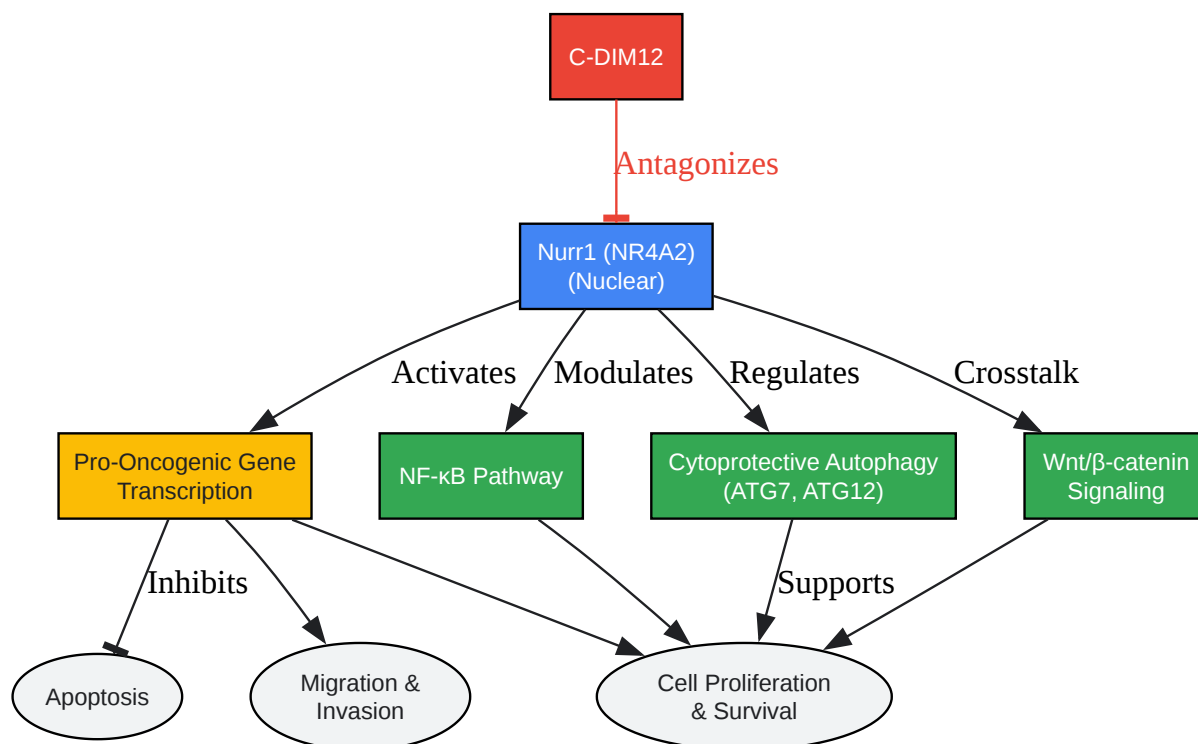 C-DIM12
Antagonizes
Nurr1 (NR4A2)
(Nuclear)
Activates
Modulates
Regulates
Crosstalk
Pro-Oncogenic Gene
Transcription
NF-κB Pathway
Cytoprotective Autophagy
(ATG7, ATG12)
Wnt/β-catenin
Signaling
Inhibits
Supports
Apoptosis
Migration &
Invasion
Cell Proliferation
& Survival